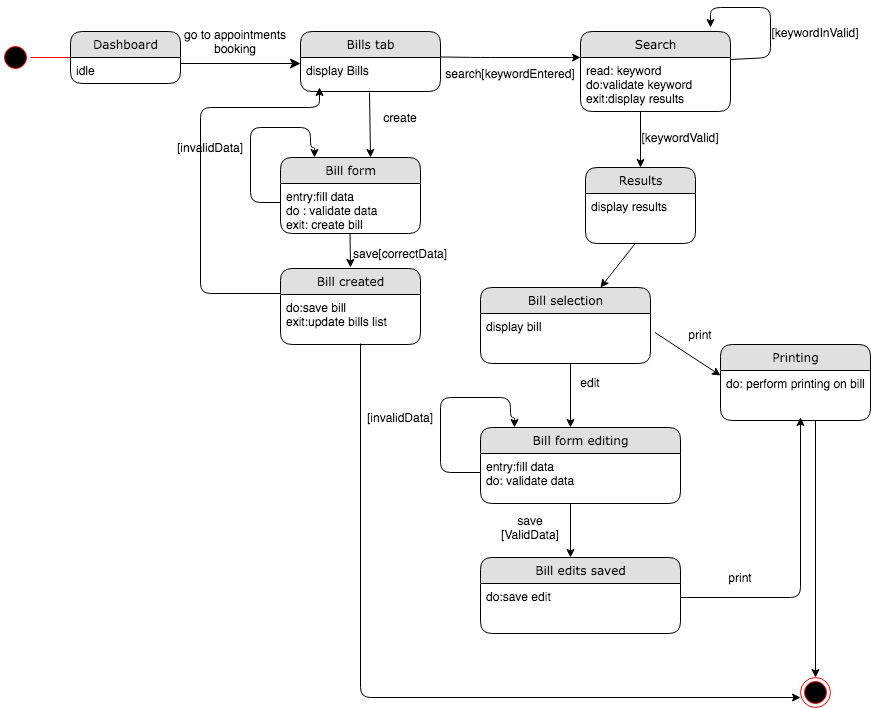 Dashboard
idle
go to appointments
booking
Bills tab
display Bills
search[keywordEntered]
Search
read: keyword
do:validate keyword
exit:display results
[keywordInValid]
create
[invalidData]
Bill form
entry:fill data
do : validate data
exit: create bill
[keywordValid]
Results
display results
save[correctData]
Bill created
do:save bill
exit:update bills list
Bill selection
display bill
print
Printing
do: perform printing on bill
edit
[invalidData]
Bill form editing
entry:fill data
do: validate data
save
[ValidData]
Bill edits saved
do:save edit
print